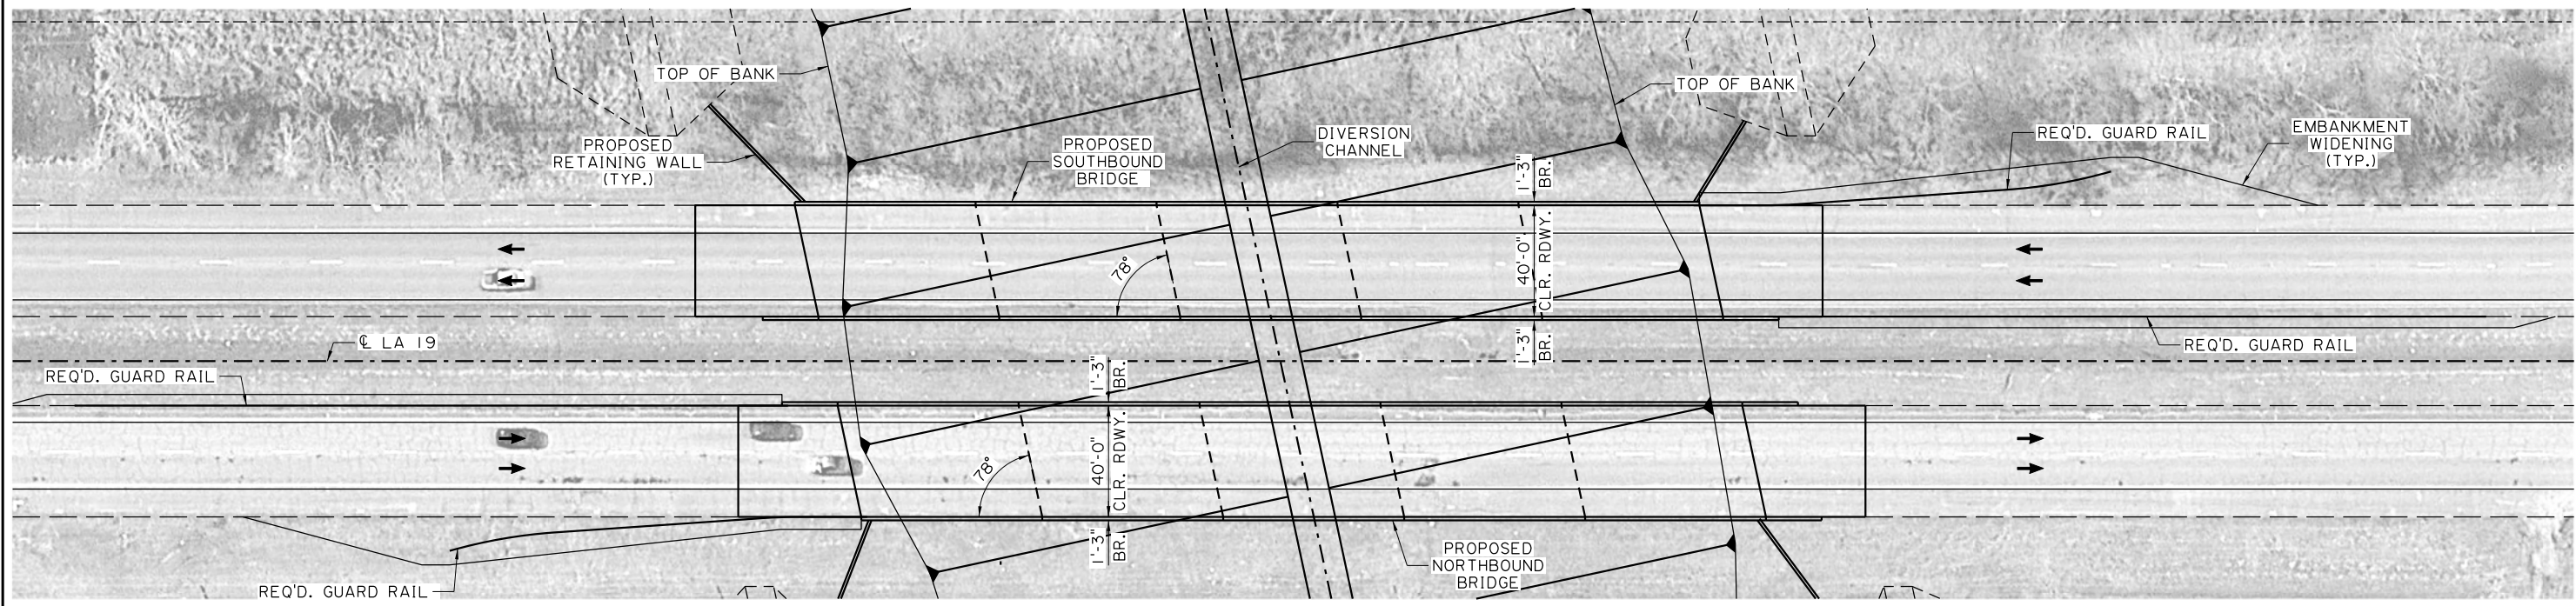 TOP OF BANK
TOP OF BANK
PROPOSED
RETAINING WALL
(TYP.)
PROPOSED
SOUTHBOUND
BRIDGE
DIVERSION
CHANNEL
REQ'D. GUARD RAIL
EMBANKMENT
WIDENING
(TYP.)
1'-3"
BR.
78°
40'-0"
CLR. RDWY.
1'-3"
BR.
℄ LA 19
REQ'D. GUARD RAIL
REQ'D. GUARD RAIL
1'-3"
BR.
78°
40'-0"
CLR. RDWY.
1'-3"
BR.
PROPOSED
NORTHBOUND
BRIDGE
REQ'D. GUARD RAIL